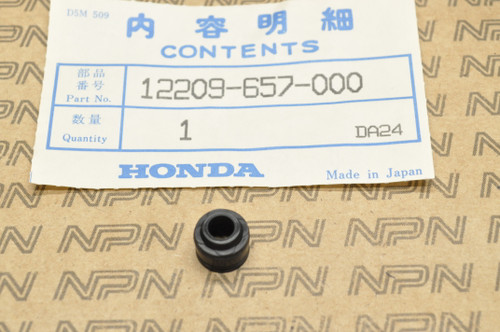 DSM 509
内容明細
CONTENTS
部品
番号
Part No.
12209-657-000
数量
Quantity
1
DA24
HONDA
Made in Japan
NPN